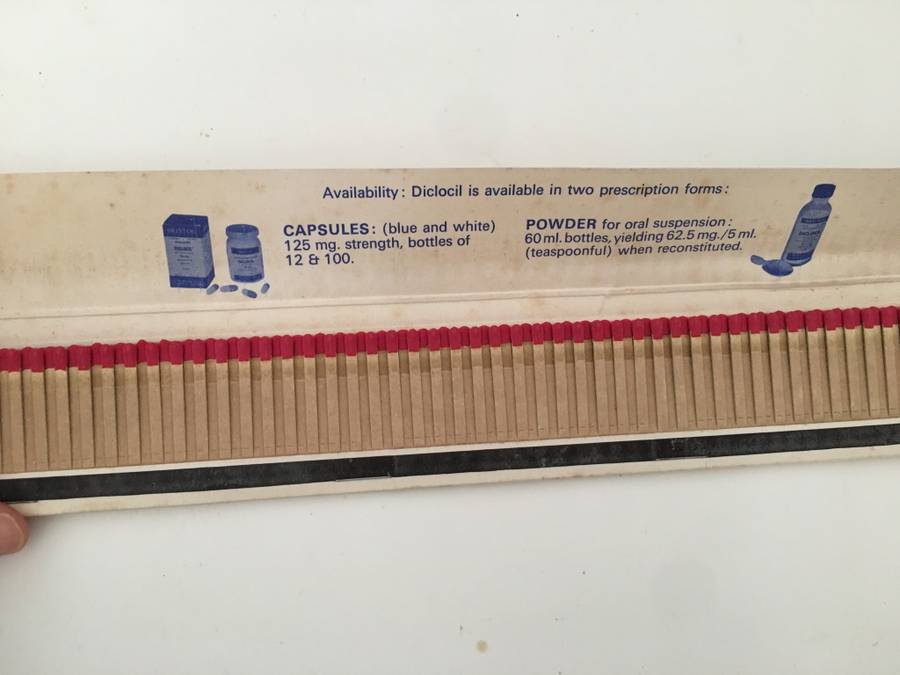 Availability: Diclocil is available in two prescription forms:
CAPSULES: (blue and white)
125 mg. strength, bottles of
12 & 100.
POWDER for oral suspension:
60 ml. bottles, yielding 62.5 mg./5 ml.
(teaspoonful) when reconstituted.
BRISTOL